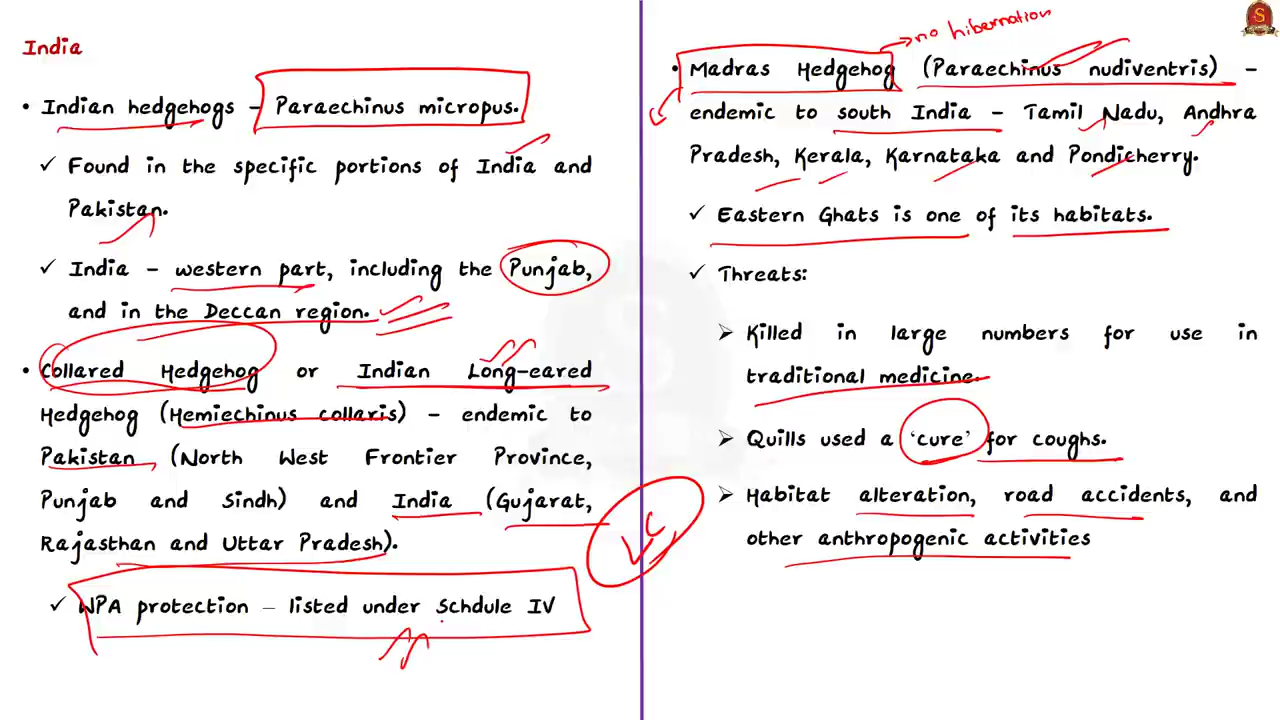 India
• Indian hedgehogs – Paraechinus micropus.
✓ Found in the specific portions of India and
Pakistan.
✓ India – western part, including the Punjab,
and in the Deccan region.
• Collared Hedgehog or Indian Long-eared
Hedgehog (Hemiechinus collaris) – endemic to
Pakistan (North West Frontier Province,
Punjab and Sindh) and India (Gujarat,
Rajasthan and Uttar Pradesh).
✓ WPA protection – listed under Schdule IV
LC
no hibernation
• Madras Hedgehog (Paraechinus nudiventris) –
endemic to south India – Tamil Nadu, Andhra
Pradesh, Kerala, Karnataka and Pondicherry.
✓ Eastern Ghats is one of its habitats.
✓ Threats:
➢ Killed in large numbers for use in
traditional medicine.
➢ Quills used a ‘cure’ for coughs.
➢ Habitat alteration, road accidents, and
other anthropogenic activities
S